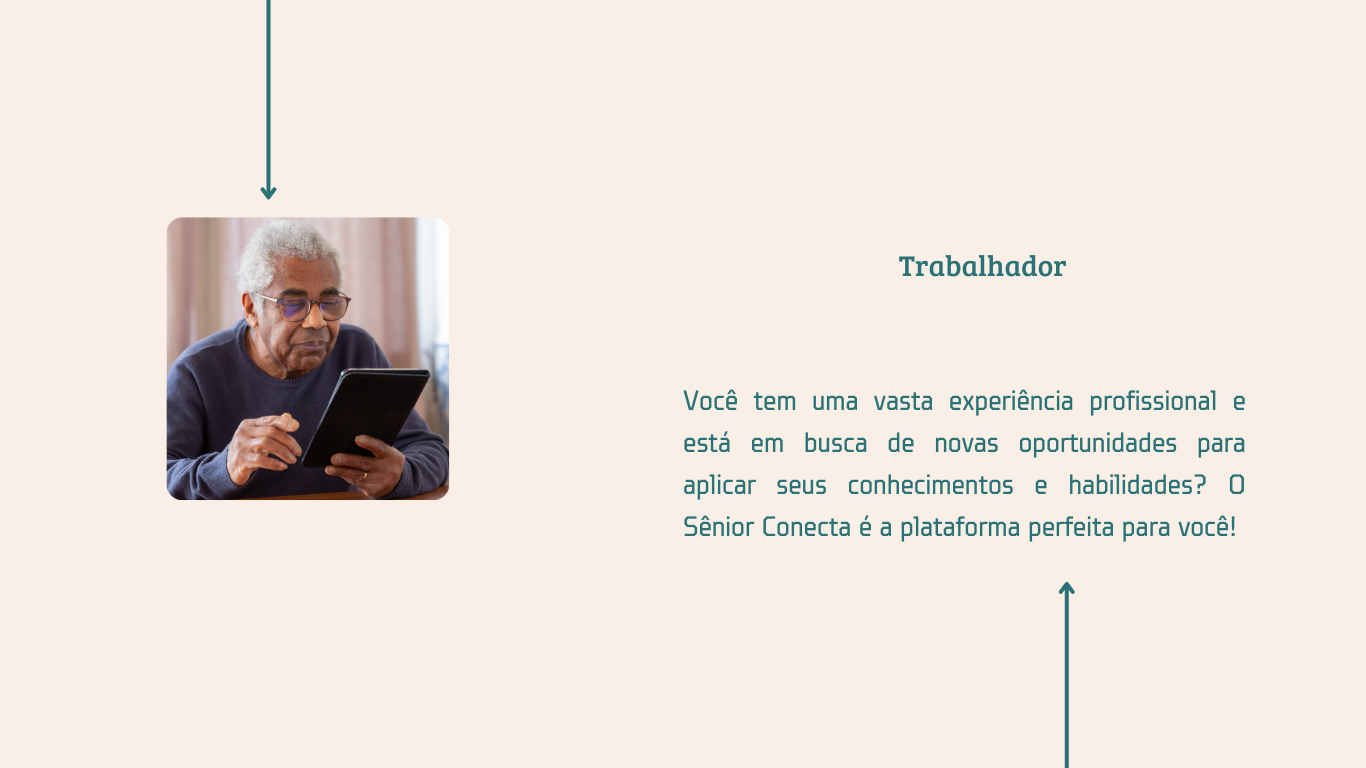 Trabalhador
Você tem uma vasta experiência profissional e
está em busca de novas oportunidades para
aplicar seus conhecimentos e habilidades? O
Sênior Conecta é a plataforma perfeita para você!